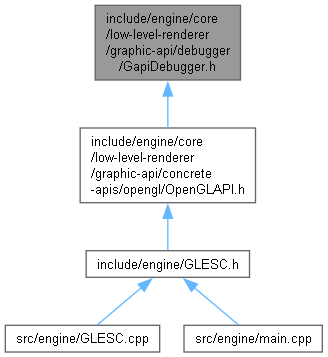 include/engine/core
/low-level-renderer
/graphic-api/debugger
/GapiDebugger.h
include/engine/core
/low-level-renderer
/graphic-api/concrete
-apis/opengl/OpenGLAPI.h
include/engine/GLESC.h
src/engine/GLESC.cpp
src/engine/main.cpp